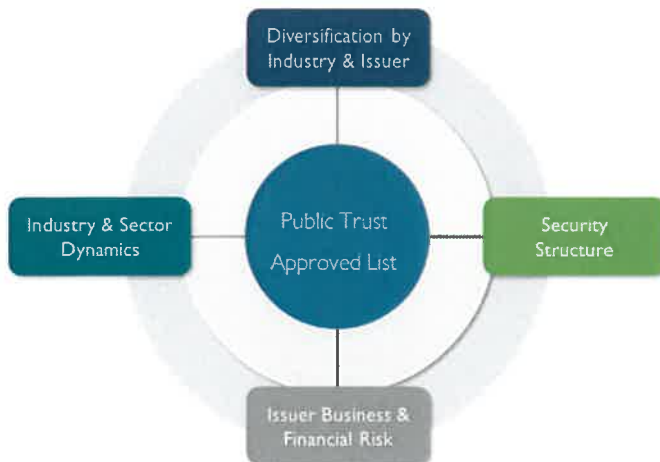 Diversification by
Industry & Issuer
Industry & Sector
Dynamics
Public Trust
Approved List
Security
Structure
Issuer Business &
Financial Risk